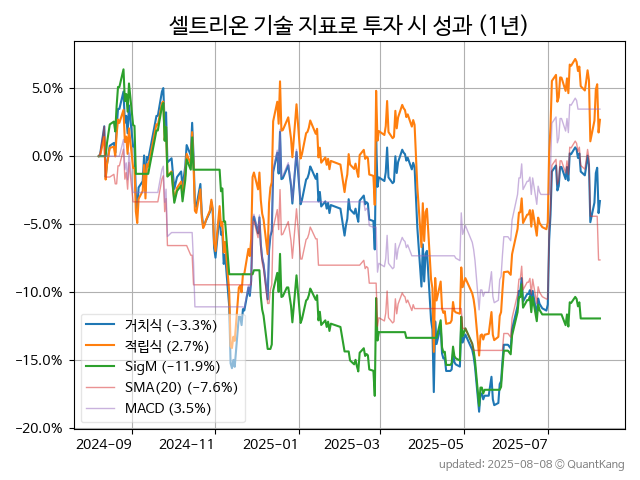 셀트리온 기술 지표로 투자 시 성과 (1년)
5.0%
0.0%
−5.0%
−10.0%
−15.0%
−20.0%
거치식 (−3.3%)
적립식 (2.7%)
SigM (−11.9%)
SMA(20) (−7.6%)
MACD (3.5%)
2024-09 2024-11 2025-01 2025-03 2025-05 2025-07
updated: 2025-08-08 © QuantKang